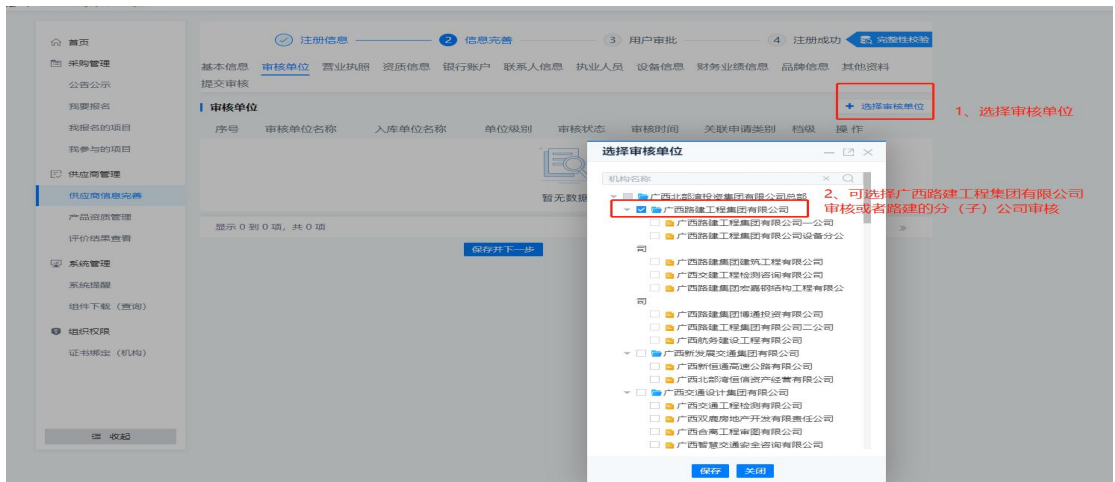 首页
采购管理
公告公示
我要报名
我报名的项目
我参与的项目
供应商管理
供应商信息完善
产品资质管理
评价结果查看
系统管理
系统提醒
组件下载（查询）
组织权限
证书绑定（机构）
收起
注册信息 2 信息完善 3 用户审批 4 注册成功 完整性校验
基本信息 审核单位 营业执照 资质信息 银行账户 联系人信息 执业人员 设备信息 财务业绩信息 品牌信息 其他资料
提交审核
审核单位
+ 选择审核单位
1、选择审核单位
序号 审核单位名称 入库单位名称 单位级别 审核状态 审核时间 关联申请类别 档级 操作
暂无数据
显示 0 到 0 项，共 0 项
»
保存并下一步
选择审核单位
机构名称
广西北部湾投资集团有限公司总部
广西路建工程集团有限公司
广西路建工程集团有限公司一公司
广西路建工程集团有限公司设备分公
司
广西路建集团建筑工程有限公司
广西交建工程检测咨询有限公司
广西路建集团宏嘉钢结构工程有限公
司
广西路建集团博通投资有限公司
广西路建工程集团有限公司二公司
广西航务建设工程有限公司
广西新发展交通集团有限公司
广西新恒通高速公路有限公司
广西北部湾恒信资产经营有限公司
广西交通设计集团有限公司
广西交通工程检测有限公司
广西双鹿房地产开发有限责任公司
广西合商工程审图有限公司
广西智慧交通安全咨询有限公司
保存 关闭
2、可选择广西路建工程集团有限公司
审核或者路建的分（子）公司审核